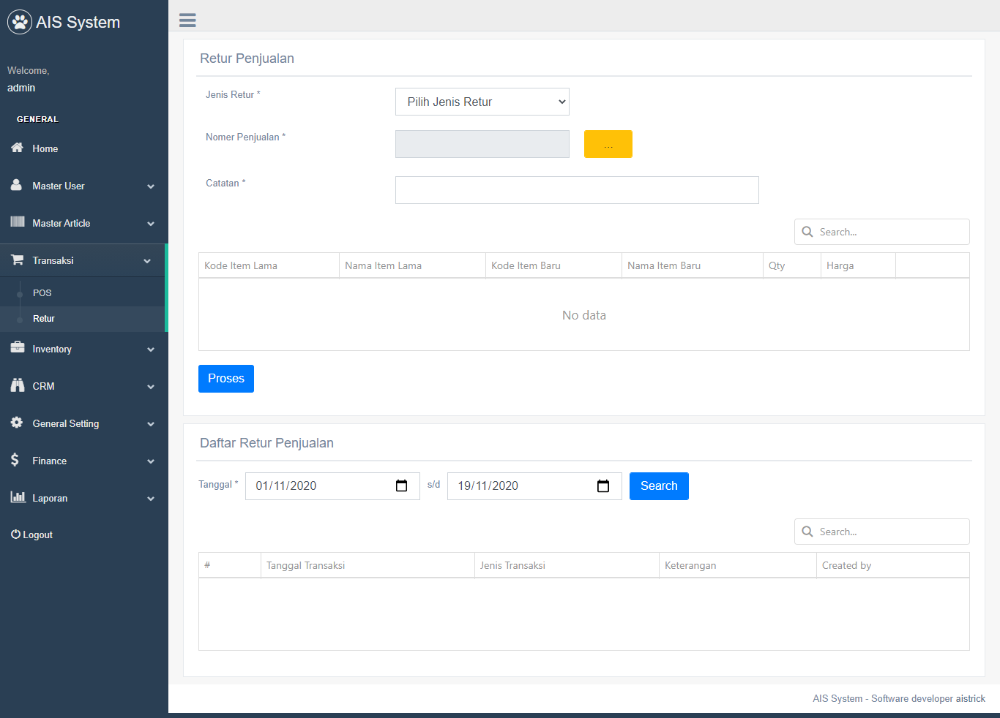 AIS System
Welcome,
admin
GENERAL
Home
Master User
Master Article
Transaksi
POS
Retur
Inventory
CRM
General Setting
Finance
Laporan
Logout
Retur Penjualan
Jenis Retur *
Pilih Jenis Retur
Nomer Penjualan *
...
Catatan *
Search...
Kode Item Lama Nama Item Lama Kode Item Baru Nama Item Baru Qty Harga
No data
Proses
Daftar Retur Penjualan
Tanggal * 01/11/2020 s/d 19/11/2020 Search
Search...
# Tanggal Transaksi Jenis Transaksi Keterangan Created by
AIS System - Software developer aistrick